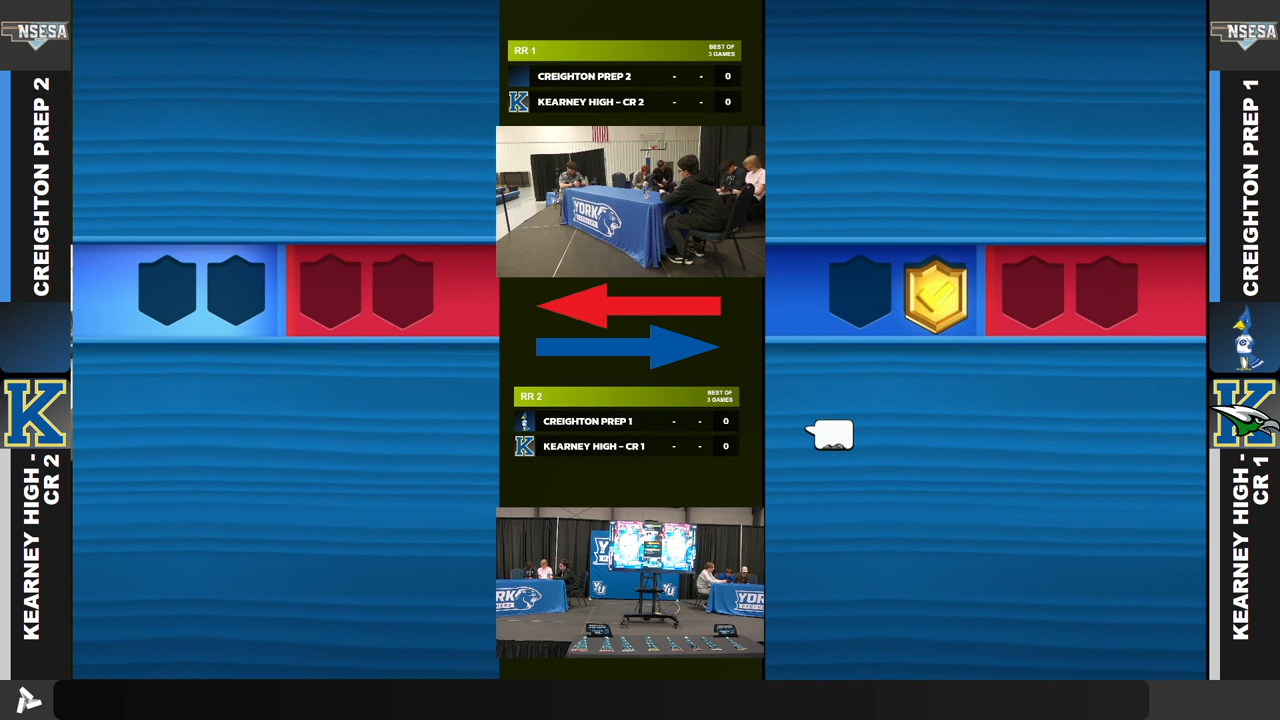 NSESA
CREIGHTON PREP 2
K
KEARNEY HIGH -
CR 2
RR 1
BEST OF
3 GAMES
CREIGHTON PREP 2 - - 0
K KEARNEY HIGH - CR 2 - - 0
YORK
RR 2
BEST OF
3 GAMES
CREIGHTON PREP 1 - - 0
K KEARNEY HIGH - CR 1 - - 0
YU
YU
NSESA
CREIGHTON PREP 1
K
KEARNEY HIGH -
CR 1